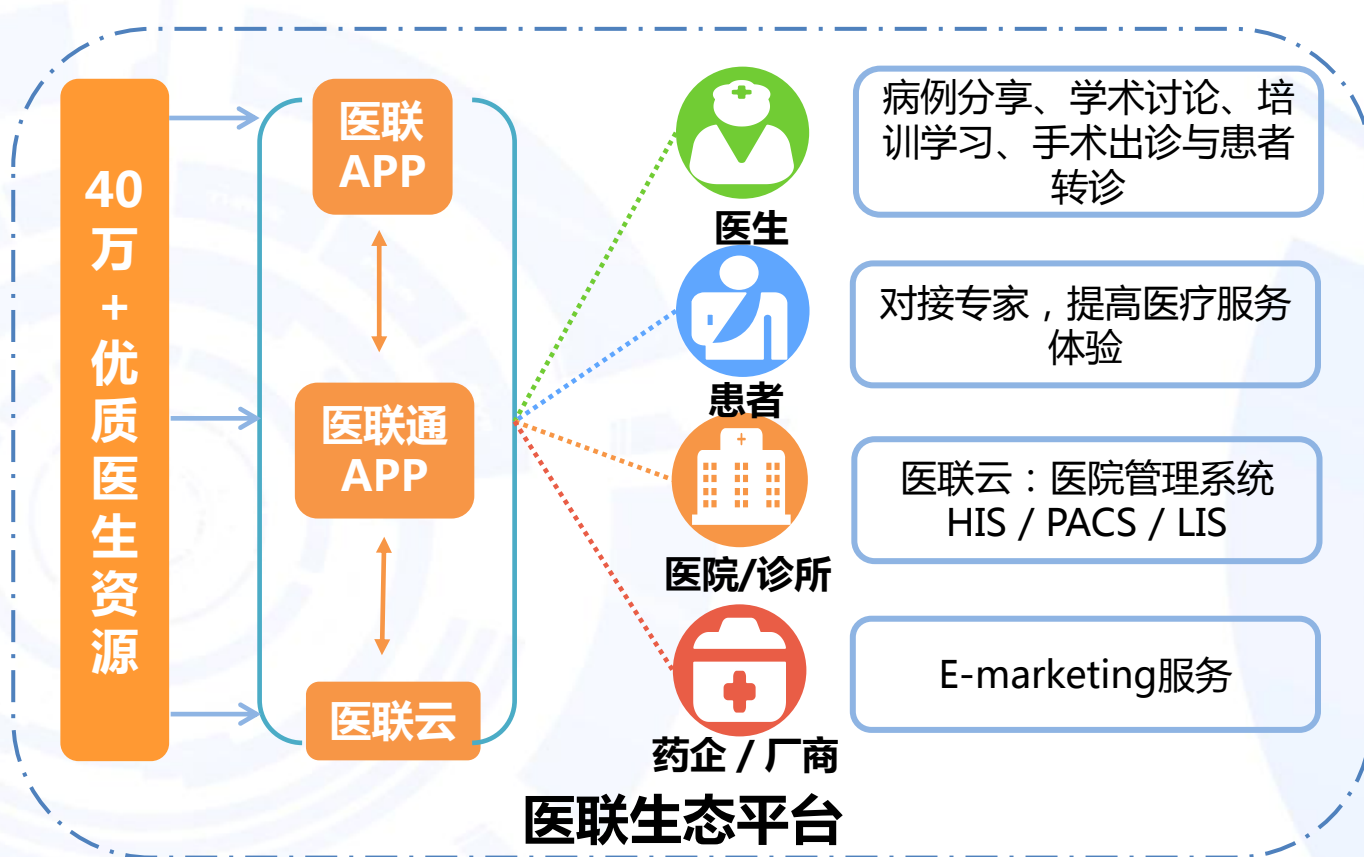 40
万
+
优
质
医
生
资
源
医联
APP
医联通
APP
医联云
医生
病例分享、学术讨论、培
训学习、手术出诊与患者
转诊
患者
对接专家，提高医疗服务
体验
医院/诊所
医联云：医院管理系统
HIS / PACS / LIS
药企 / 厂商
E-marketing服务
医联生态平台